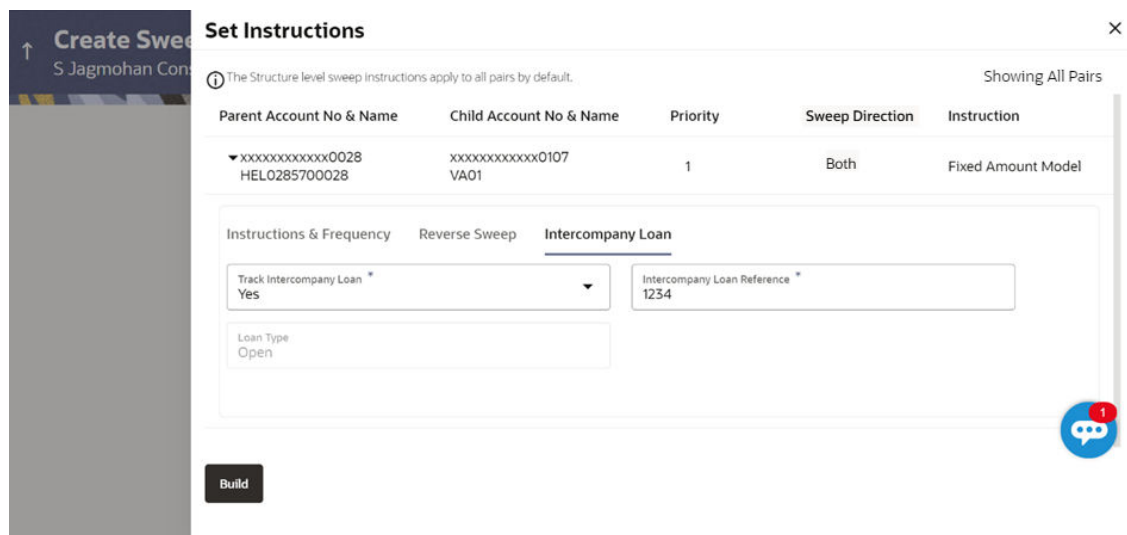 Create Swee
S Jagmohan Cons
Set Instructions
The Structure level sweep instructions apply to all pairs by default.
Showing All Pairs
Parent Account No & Name Child Account No & Name Priority Sweep Direction Instruction
xxxxxxxxxxxx0028 xxxxxxxxxxxx0107 1 Both Fixed Amount Model
HEL0285700028 VA01
Instructions & Frequency Reverse Sweep Intercompany Loan
Track Intercompany Loan * Intercompany Loan Reference *
Yes 1234
Loan Type
Open
1
Build